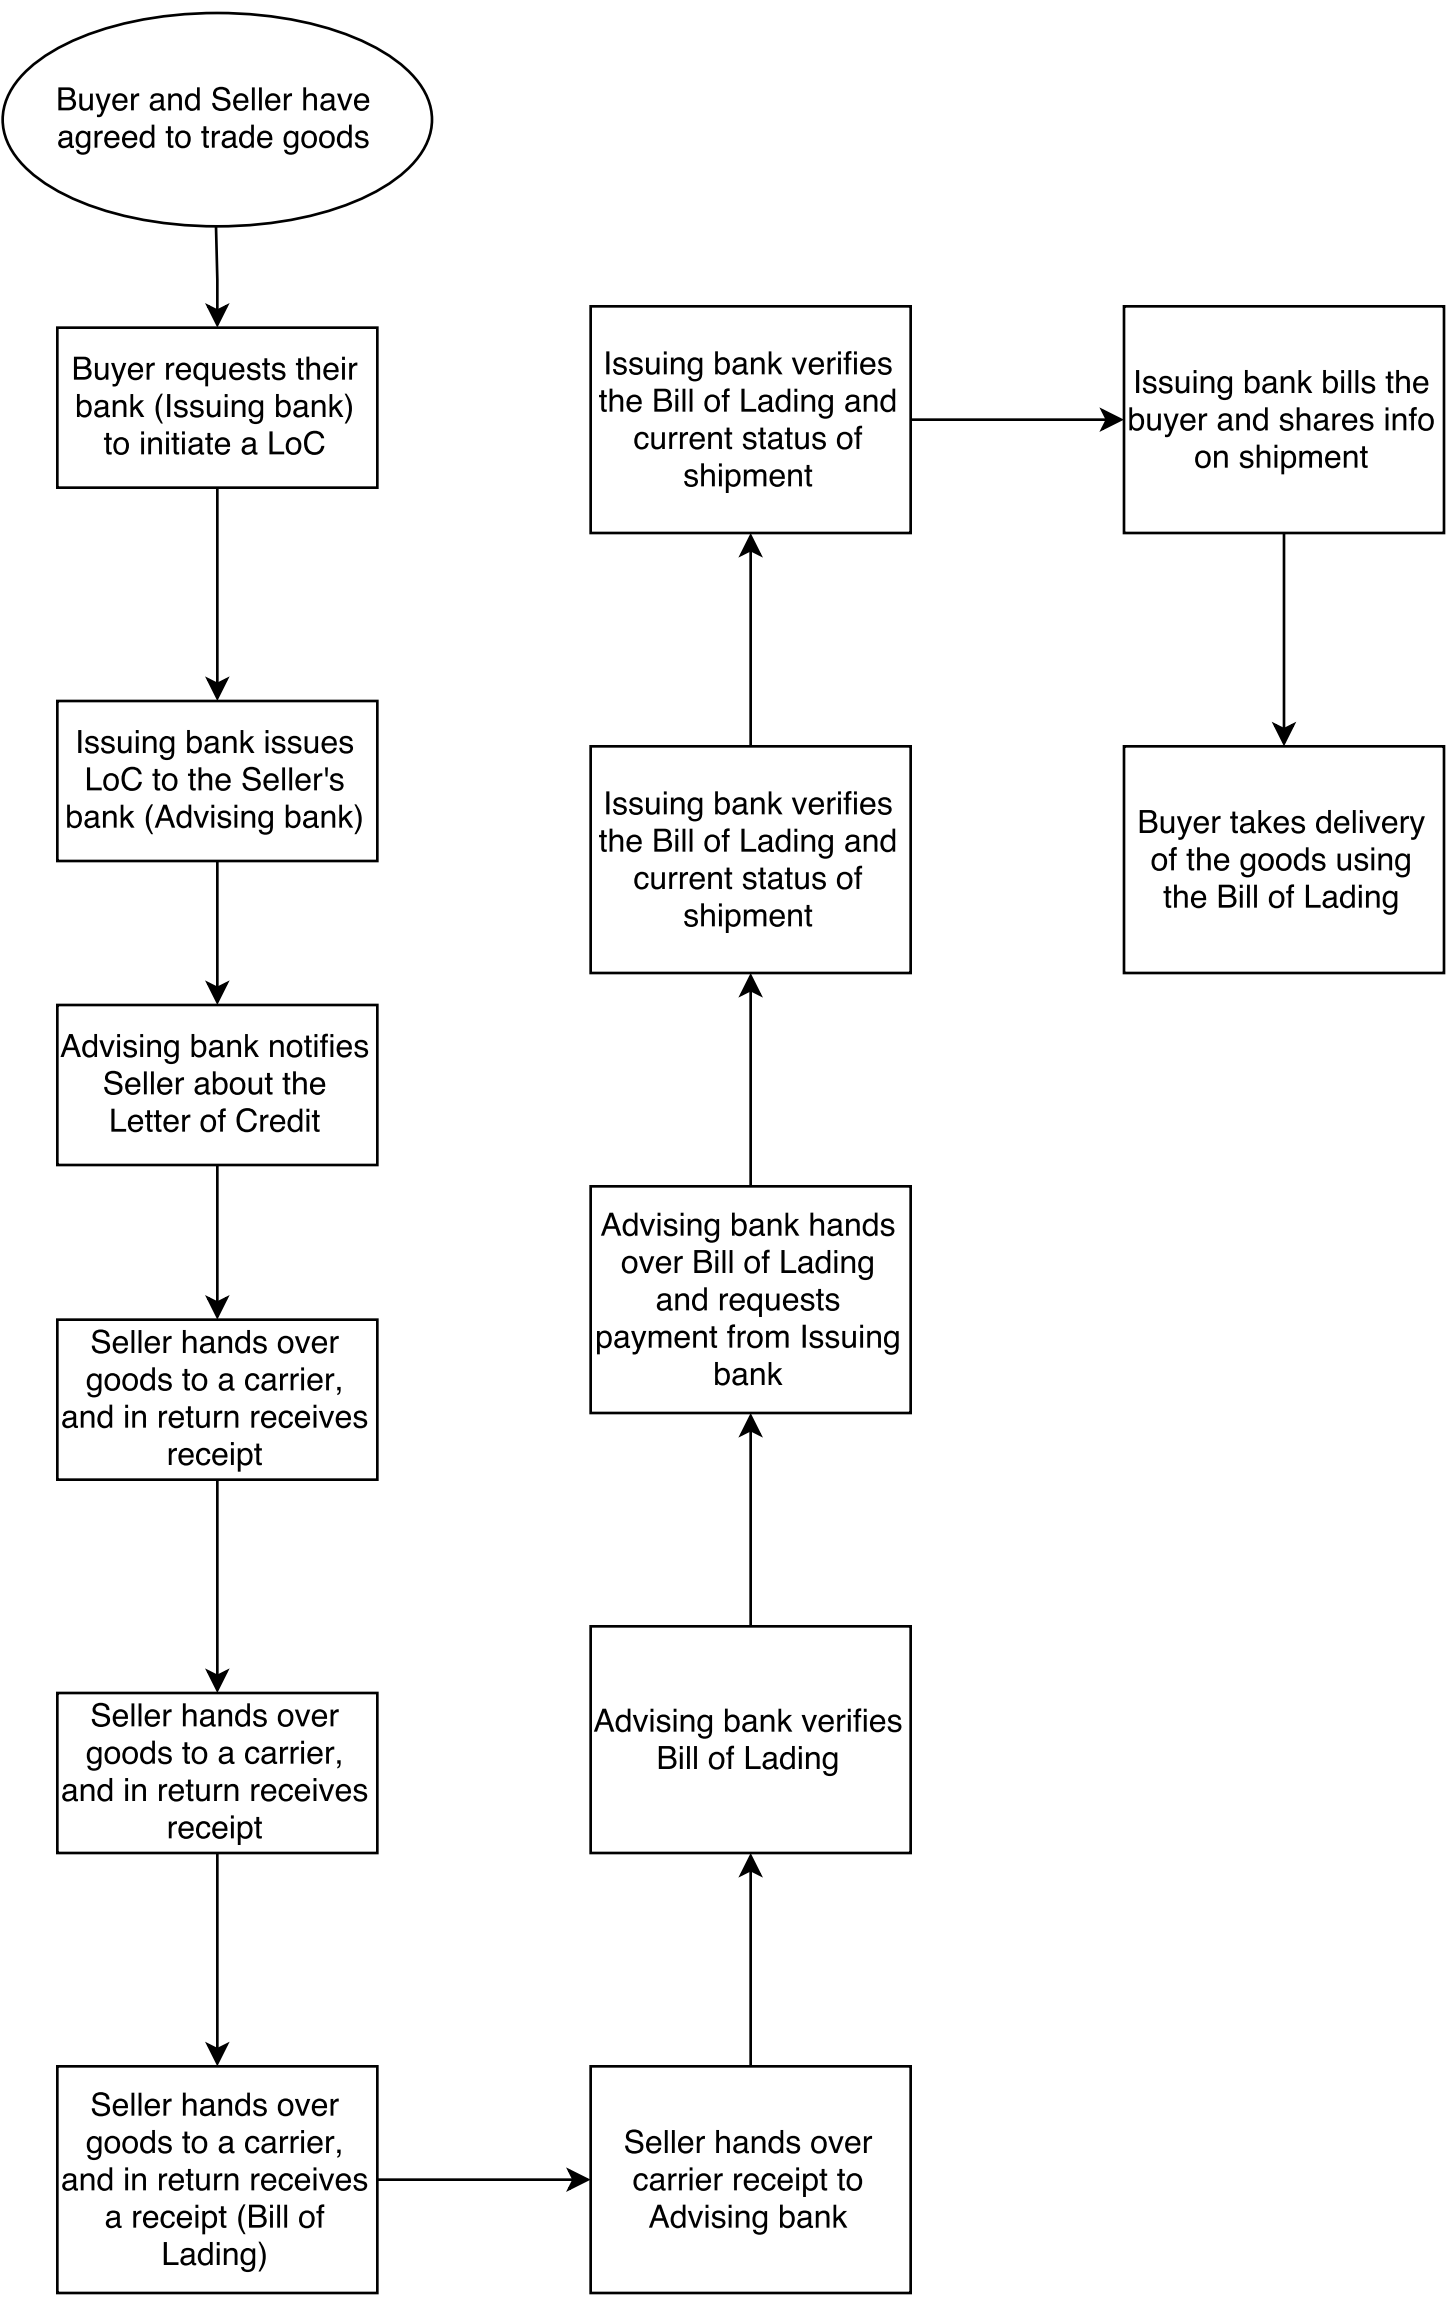 Buyer and Seller have
agreed to trade goods
Buyer requests their
bank (Issuing bank)
to initiate a LoC
Issuing bank issues
LoC to the Seller's
bank (Advising bank)
Advising bank notifies
Seller about the
Letter of Credit
Seller hands over
goods to a carrier,
and in return receives
receipt
Seller hands over
goods to a carrier,
and in return receives
receipt
Seller hands over
goods to a carrier,
and in return receives
a receipt (Bill of
Lading)
Seller hands over
carrier receipt to
Advising bank
Advising bank verifies
Bill of Lading
Advising bank hands
over Bill of Lading
and requests
payment from Issuing
bank
Issuing bank verifies
the Bill of Lading and
current status of
shipment
Issuing bank verifies
the Bill of Lading and
current status of
shipment
Issuing bank bills the
buyer and shares info
on shipment
Buyer takes delivery
of the goods using
the Bill of Lading